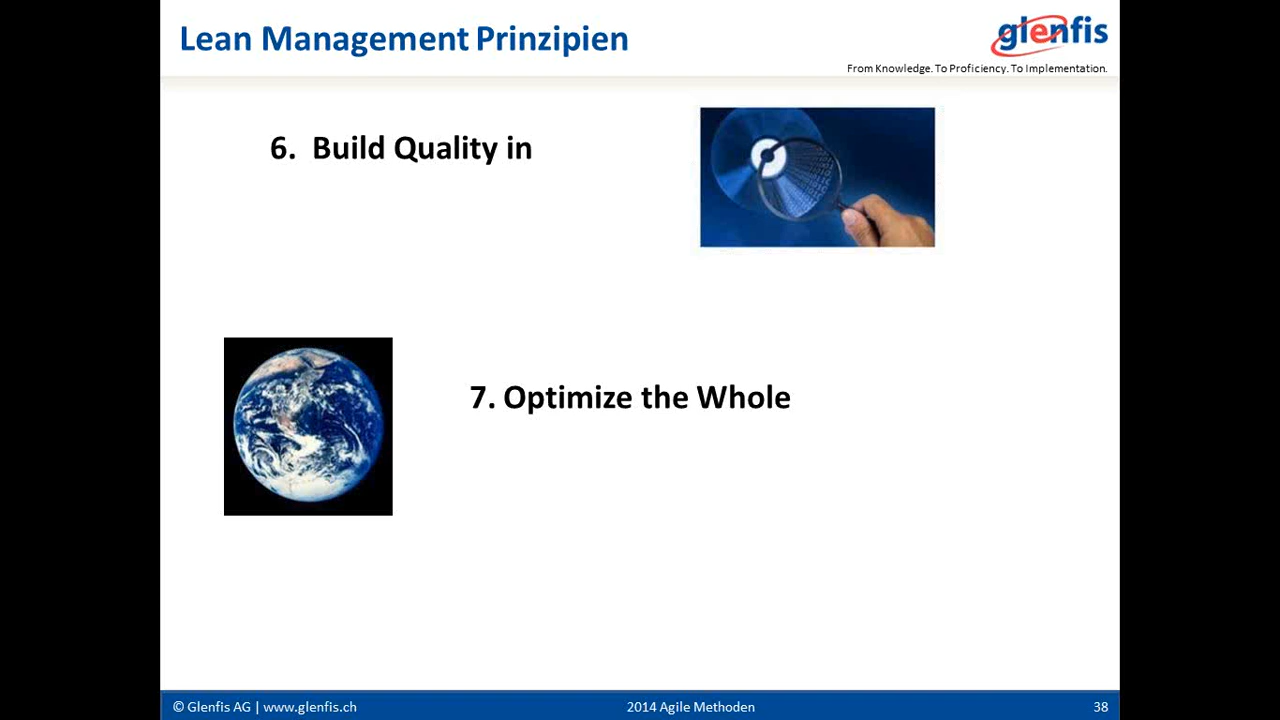 Lean Management Prinzipien
glenfis
From Knowledge. To Proficiency. To Implementation.
6. Build Quality in
7. Optimize the Whole
© Glenfis AG | www.glenfis.ch
2014 Agile Methoden
38